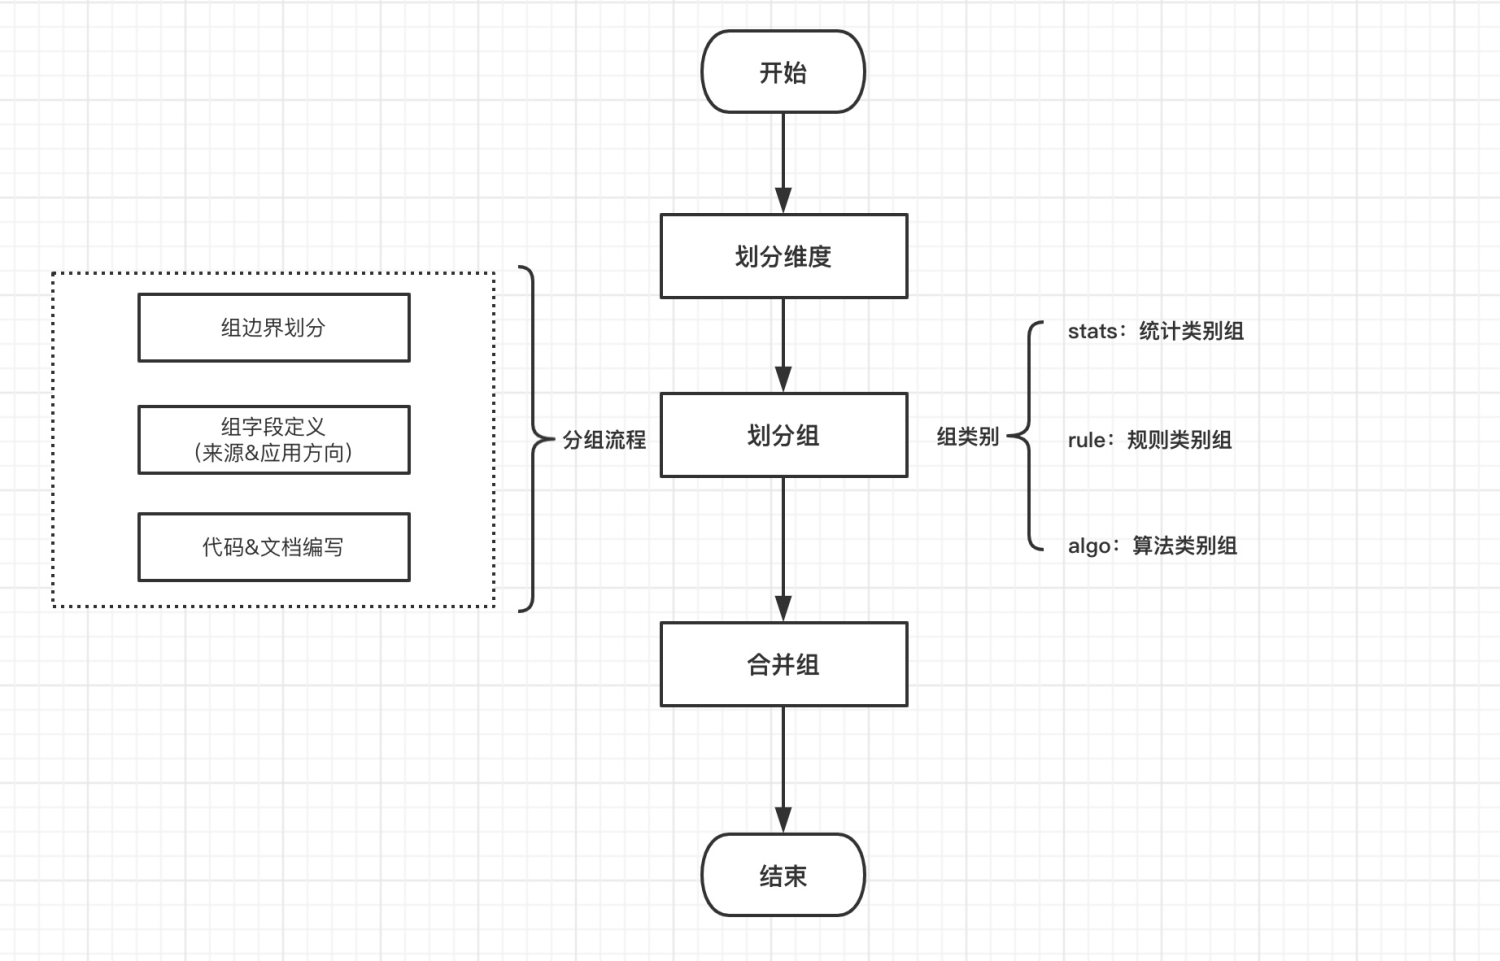 开始
划分维度
组边界划分
组字段定义
(来源&应用方向)
代码&文档编写
分组流程
划分组
组类别
stats：统计类别组
rule：规则类别组
algo：算法类别组
合并组
结束